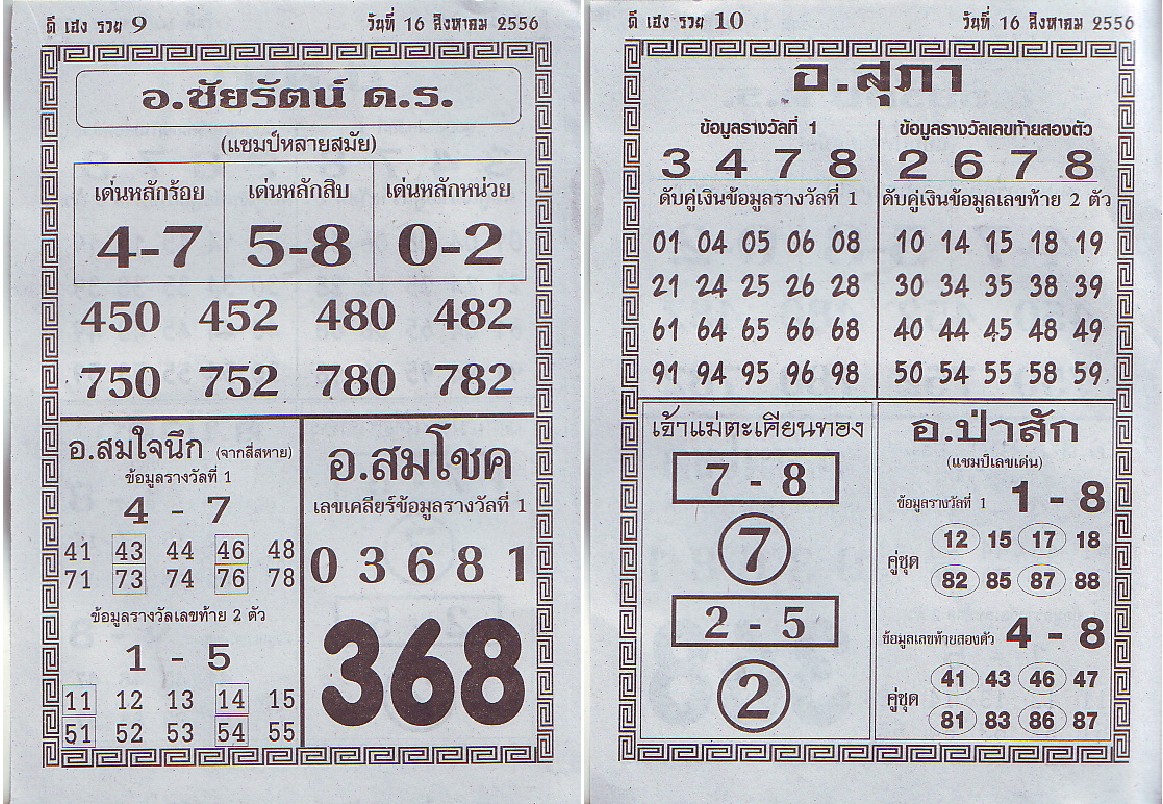 ดี เฮง รวย 9 วันที่ 16 สิงหาคม 2556
อ.ชัยรัตน์ ด.ร.
(แชมป์หลายสมัย)
เด่นหลักร้อย เด่นหลักสิบ เด่นหลักหน่วย
4-7 5-8 0-2
450 452 480 482
750 752 780 782
อ.สมใจนึก (จากสี่สหาย)
ข้อมูลรางวัลที่ 1
4 - 7
41 43 44 46 48
71 73 74 76 78
ข้อมูลรางวัลเลขท้าย 2 ตัว
1 - 5
11 12 13 14 15
51 52 53 54 55
อ.สมโชค
เลขเคลียร์ข้อมูลรางวัลที่ 1
0 3 6 8 1
368
ดี เฮง รวย 10 วันที่ 16 สิงหาคม 2556
อ.สุภา
ข้อมูลรางวัลที่ 1
3 4 7 8
ดับคู่เงินข้อมูลรางวัลที่ 1
01 04 05 06 08
21 24 25 26 28
61 64 65 66 68
91 94 95 96 98
ข้อมูลรางวัลเลขท้ายสองตัว
2 6 7 8
ดับคู่เงินข้อมูลเลขท้าย 2 ตัว
10 14 15 18 19
30 34 35 38 39
40 44 45 48 49
50 54 55 58 59
เจ้าแม่ตะเคียนทอง
7 - 8
7
2 - 5
2
อ.ป่าสัก
(แชมป์เลขเด่น)
ข้อมูลรางวัลที่ 1 1 - 8
คู่ชุด
12 15 17 18
82 85 87 88
ข้อมูลเลขท้ายสองตัว 4 - 8
คู่ชุด
41 43 46 47
81 83 86 87